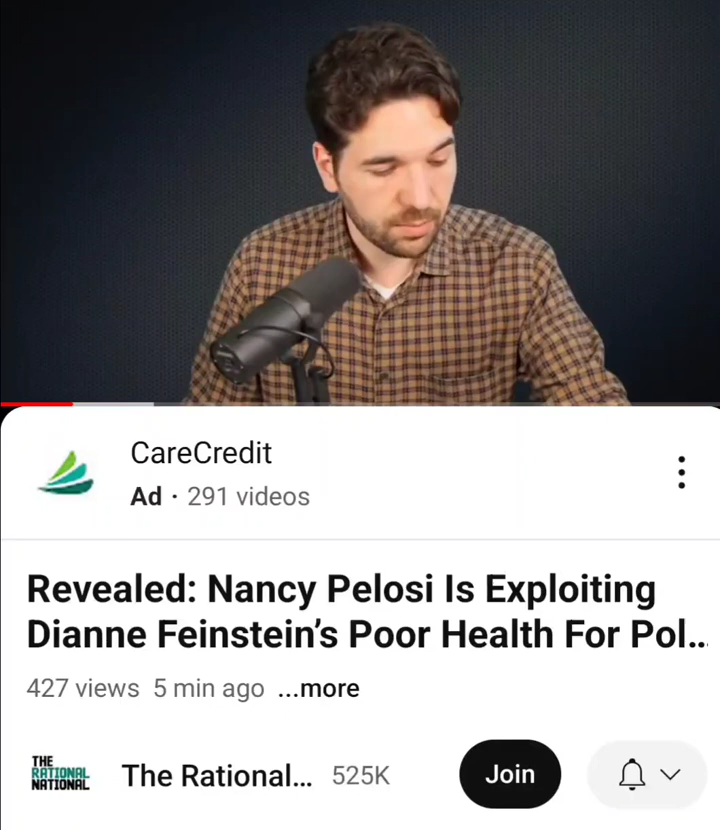 CareCredit
Ad · 291 videos
Revealed: Nancy Pelosi Is Exploiting
Dianne Feinstein's Poor Health For Pol...
427 views 5 min ago ...more
THE
RATIONAL
NATIONAL
The Rational... 525K
Join